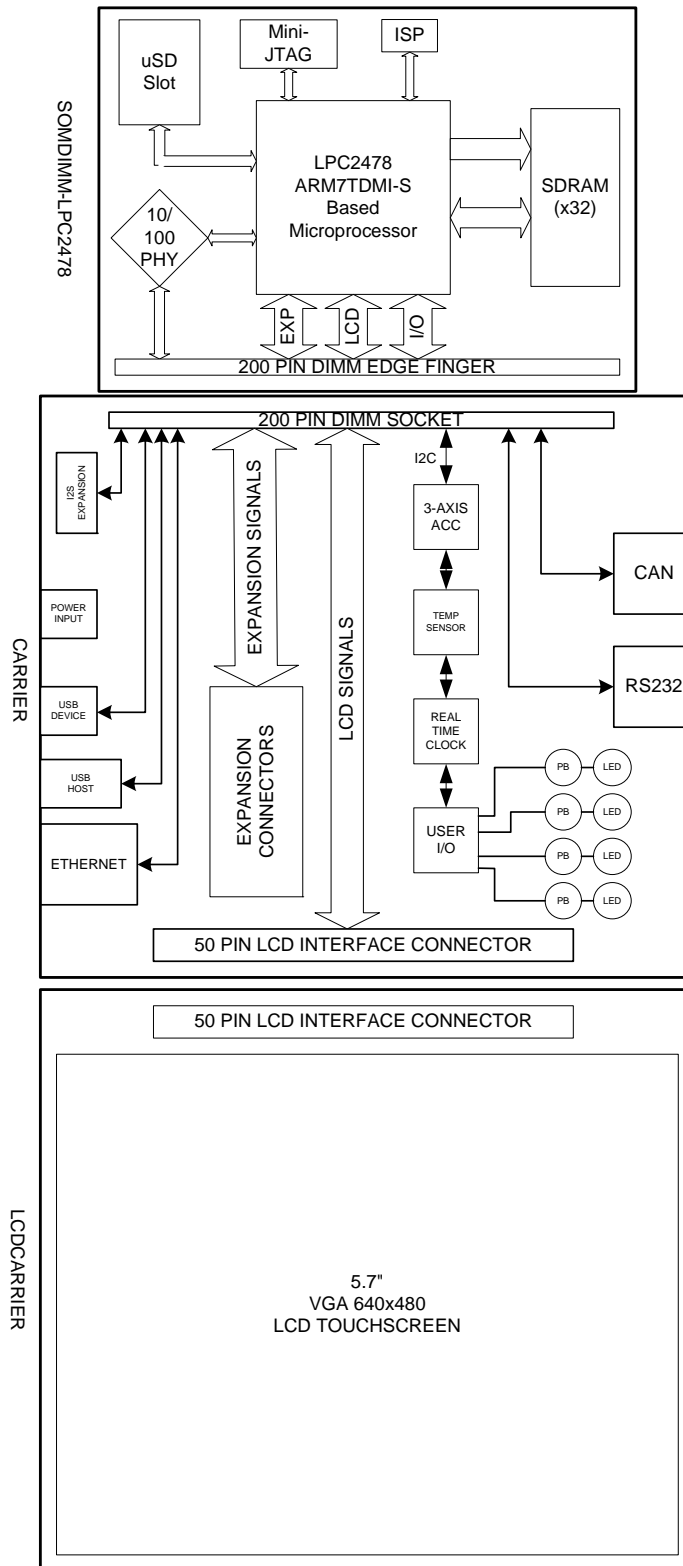 SOMDIMM-LPC2478
uSD
Slot
Mini-
JTAG
ISP
LPC2478
ARM7TDMI-S
Based
Microprocessor
SDRAM
(x32)
10/
100
PHY
EXP
LCD
I/O
200 PIN DIMM EDGE FINGER
CARRIER
200 PIN DIMM SOCKET
I2S
EXPANSION
POWER
INPUT
USB
DEVICE
USB
HOST
ETHERNET
EXPANSION SIGNALS
EXPANSION
CONNECTORS
LCD SIGNALS
I2C
3-AXIS
ACC
TEMP
SENSOR
REAL
TIME
CLOCK
USER
I/O
CAN
RS232
PB
LED
PB
LED
PB
LED
PB
LED
50 PIN LCD INTERFACE CONNECTOR
LCDCARRIER
50 PIN LCD INTERFACE CONNECTOR
5.7"
VGA 640x480
LCD TOUCHSCREEN